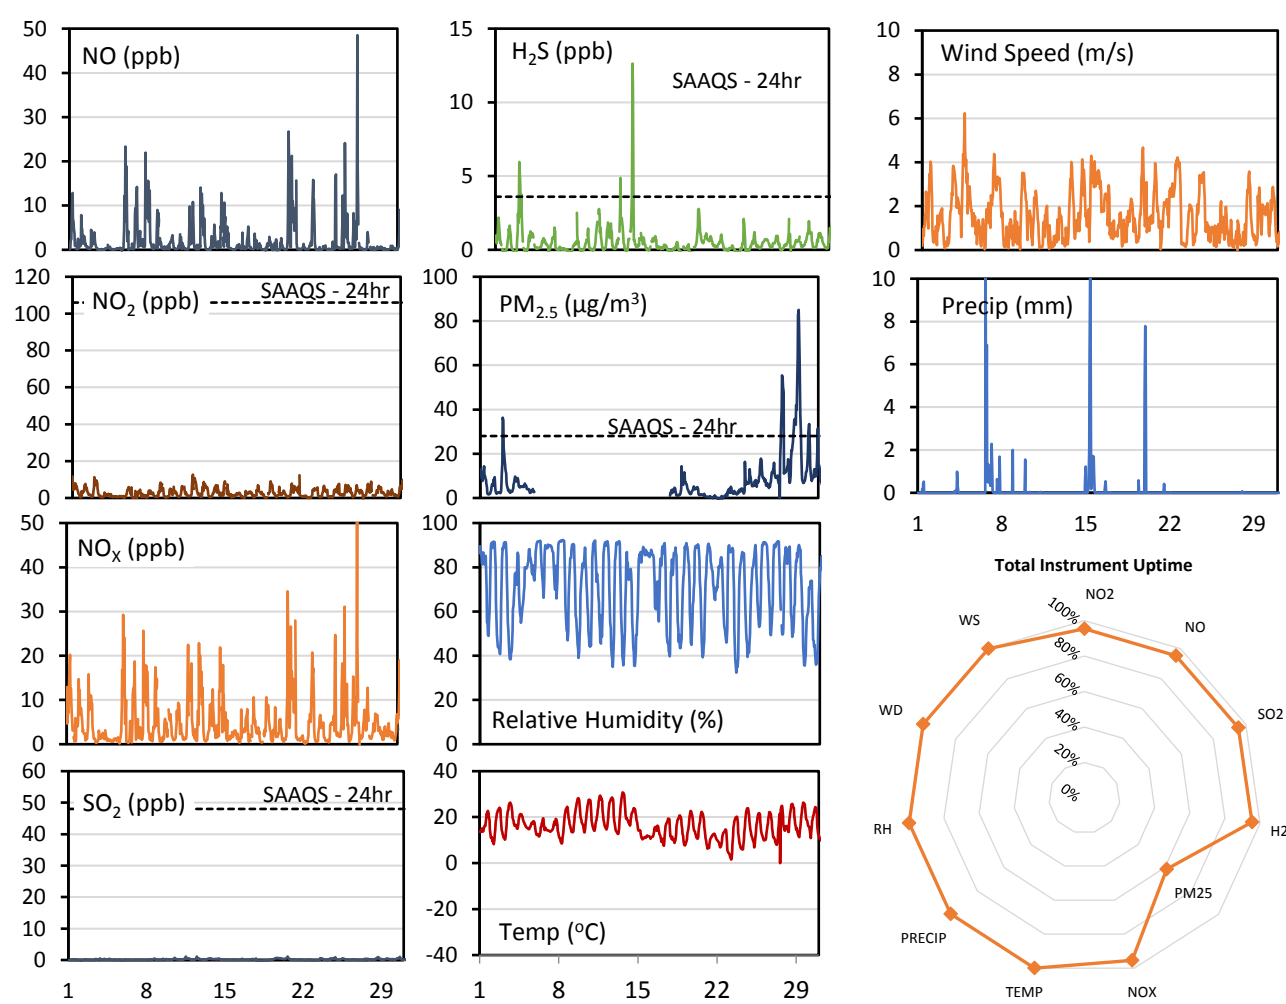 NO (ppb)
50
40
30
20
10
0
H₂S (ppb)
SAAQS - 24hr
15
10
5
0
Wind Speed (m/s)
10
8
6
4
2
0
NO₂ (ppb)
SAAQS - 24hr
120
100
80
60
40
20
0
PM₂.₅ (µg/m³)
SAAQS - 24hr
100
80
60
40
20
0
Precip (mm)
10
8
6
4
2
0
1 8 15 22 29
NOₓ (ppb)
50
40
30
20
10
0
Relative Humidity (%)
100
80
60
40
20
0
SO₂ (ppb)
SAAQS - 24hr
60
50
40
30
20
10
0
1 8 15 22 29
Temp (°C)
40
20
0
-20
-40
1 8 15 22 29
Total Instrument Uptime
NO2
NO
SO2
H2
PM25
NOX
TEMP
PRECIP
RH
WD
WS
100%
80%
60%
40%
20%
0%